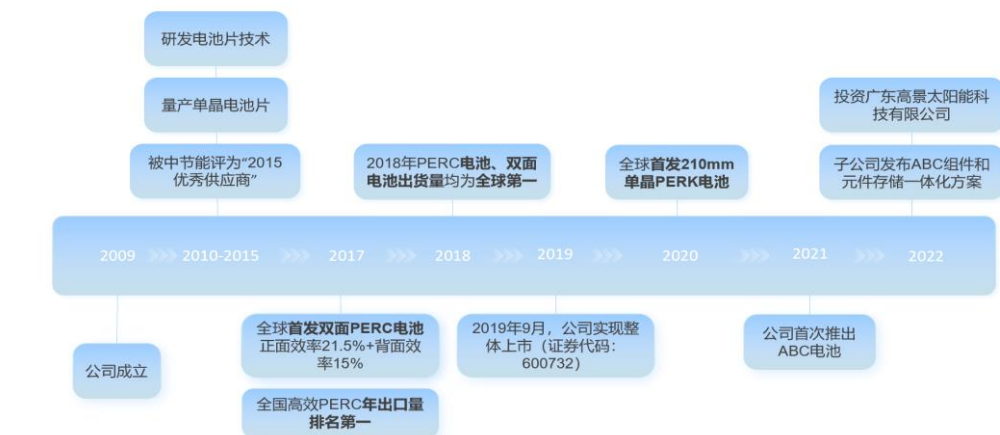 研发电池片技术
量产单晶电池片
被中节能评为“2015
优秀供应商”
2018年PERC电池、双面
电池出货量均为全球第一
全球首发210mm
单晶PERK电池
投资广东高景太阳能科
技有限公司
子公司发布ABC组件和
元件存储一体化方案
2009 2010-2015 2017 2018 2019 2020 2021 2022
公司成立
全球首发双面PERC电池
正面效率21.5%+背面效
率15%
全国高效PERC年出口量
排名第一
2019年9月，公司实现整
体上市（证券代码：
600732）
公司首次推出
ABC电池